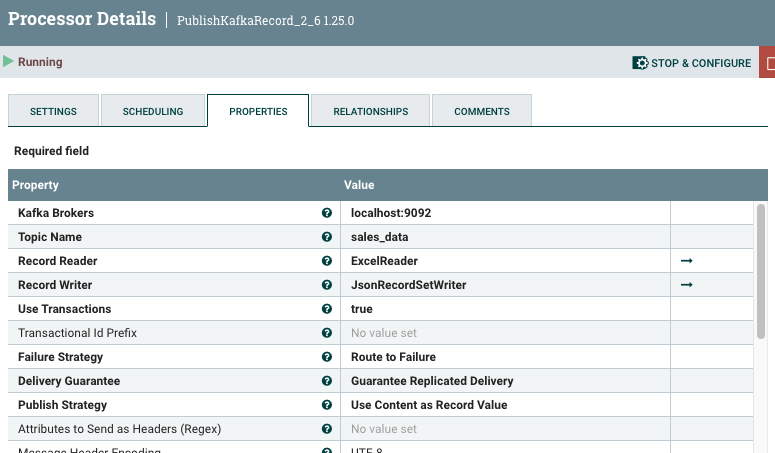 Processor Details | PublishKafkaRecord_2_6 1.25.0
Running STOP & CONFIGURE
SETTINGS SCHEDULING PROPERTIES RELATIONSHIPS COMMENTS
Required field
Property Value
Kafka Brokers localhost:9092
Topic Name sales_data
Record Reader ExcelReader
Record Writer JsonRecordSetWriter
Use Transactions true
Transactional Id Prefix No value set
Failure Strategy Route to Failure
Delivery Guarantee Guarantee Replicated Delivery
Publish Strategy Use Content as Record Value
Attributes to Send as Headers (Regex) No value set
Message Header Encoding UTF-8